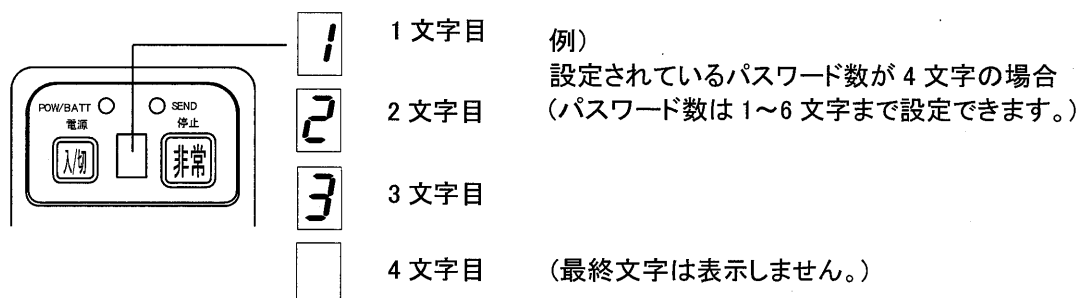 1 1文字目
例)
設定されているパスワード数が4文字の場合
2 2文字目 (パスワード数は1~6文字まで設定できます。)
3 3文字目
4文字目 (最終文字は表示しません。)
POW/BATT SEND
電源 停止
入/切 非常